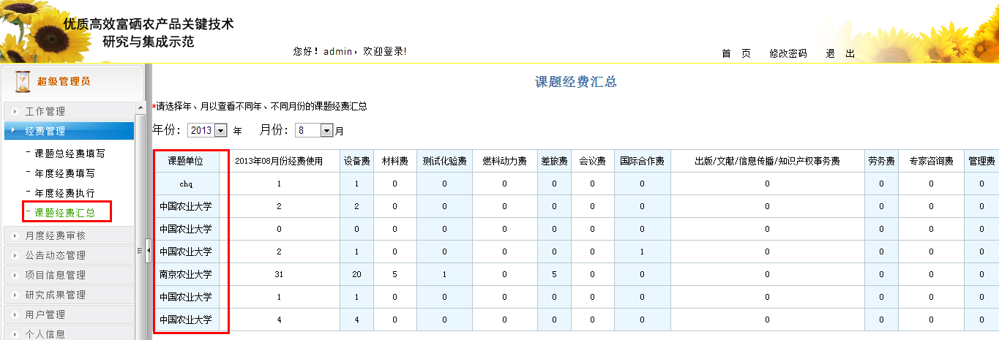 优质高效富硒农产品关键技术
研究与集成示范
您好！admin，欢迎登录!
首 页 修改密码 退 出
超级管理员
工作管理
经费管理
课题总经费填写
年度经费填写
年度经费执行
课题经费汇总
月度经费审核
公告动态管理
项目信息管理
研究成果管理
用户管理
个人信息
课题经费汇总
*请选择年、月以查看不同年、不同月份的课题经费汇总
年份： 2013 年 月份： 8 月
课题单位 2013年08月份经费使用 设备费 材料费 测试化验费 燃料动力费 差旅费 会议费 国际合作费 出版/文献/信息传播/知识产权事务费 劳务费 专家咨询费 管理费
chq 1 1 0 0 0 0 0 0 0 0 0 0
中国农业大学 2 2 0 0 0 0 0 0 0 0 0 0
中国农业大学 0 0 0 0 0 0 0 0 0 0 0 0
中国农业大学 2 1 0 0 0 0 0 1 0 0 0 0
南京农业大学 31 20 5 1 0 5 0 0 0 0 0 0
中国农业大学 1 1 0 0 0 0 0 0 0 0 0 0
中国农业大学 4 4 0 0 0 0 0 0 0 0 0 0